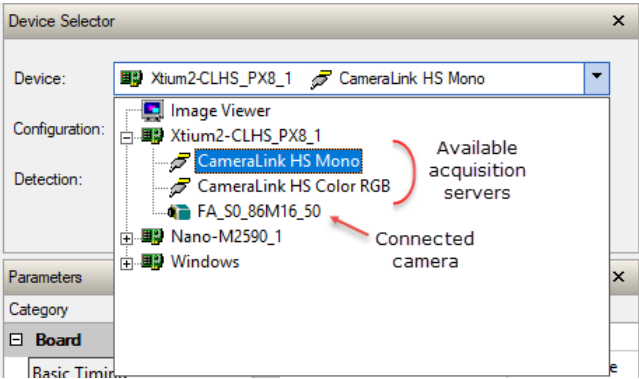 Device Selector
Device:
Xtium2-CLHS_PX8_1 CameraLink HS Mono
Image Viewer
Configuration:
Xtium2-CLHS_PX8_1
CameraLink HS Mono
Available
acquisition
servers
Detection:
CameraLink HS Color RGB
FA_S0_86M16_50
Nano-M2590_1
Connected
camera
Windows
Parameters
Category
Board
Basic Timing